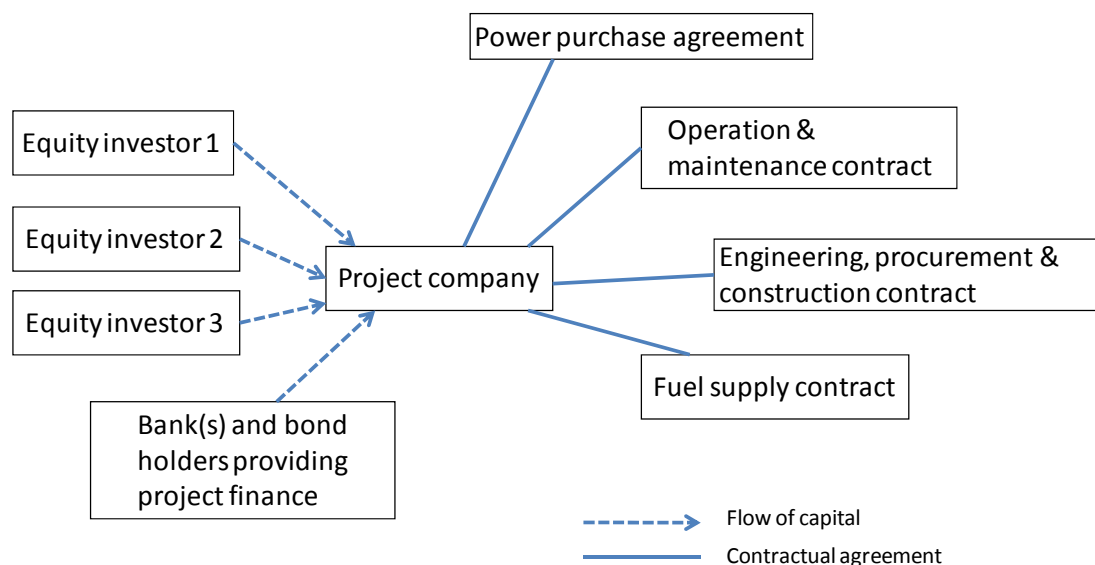 Power purchase agreement
Equity investor 1
Operation &
maintenance contract
Equity investor 2
Project company
Engineering, procurement &
construction contract
Equity investor 3
Fuel supply contract
Bank(s) and bond
holders providing
project finance
Flow of capital
Contractual agreement